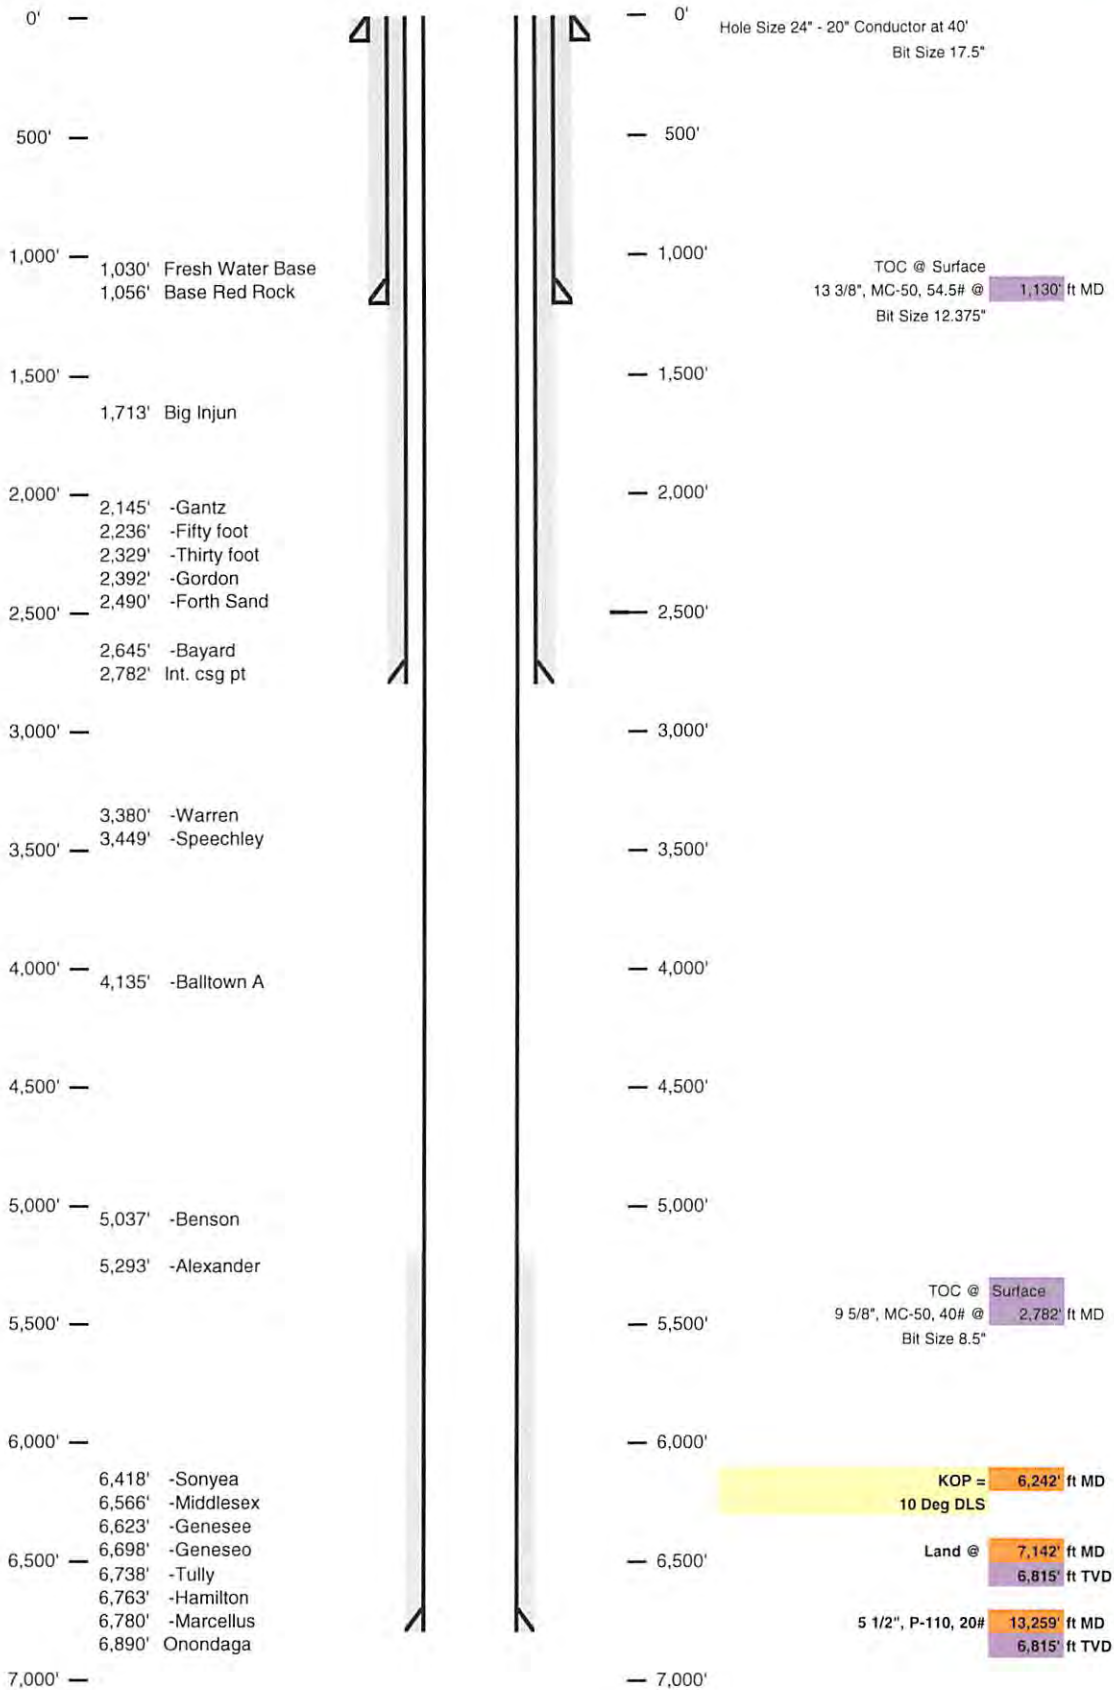 0'
0'
Hole Size 24" - 20" Conductor at 40'
Bit Size 17.5"
500'
500'
1,000'
1,000'
1,030' Fresh Water Base
TOC @ Surface
1,056' Base Red Rock
13 3/8", MC-50, 54.5# @ 1,130' ft MD
Bit Size 12.375"
1,500'
1,500'
1,713' Big Injun
2,000'
2,000'
2,145' -Gantz
2,236' -Fifty foot
2,329' -Thirty foot
2,392' -Gordon
2,490' -Forth Sand
2,500'
2,500'
2,645' -Bayard
2,782' Int. csg pt
3,000'
3,000'
3,380' -Warren
3,449' -Speechley
3,500'
3,500'
4,000'
4,000'
4,135' -Balltown A
4,500'
4,500'
5,000'
5,000'
5,037' -Benson
5,293' -Alexander
TOC @ Surface
9 5/8", MC-50, 40# @ 2,782' ft MD
5,500'
5,500'
Bit Size 8.5"
6,000'
6,000'
6,418' -Sonyea
KOP = 6,242' ft MD
6,566' -Middlesex
10 Deg DLS
6,623' -Genesee
6,698' -Geneseo
Land @ 7,142' ft MD
6,500'
6,500'
6,738' -Tully
6,815' ft TVD
6,763' -Hamilton
6,780' -Marcellus
5 1/2", P-110, 20# 13,259' ft MD
6,890' Onondaga
6,815' ft TVD
7,000'
7,000'